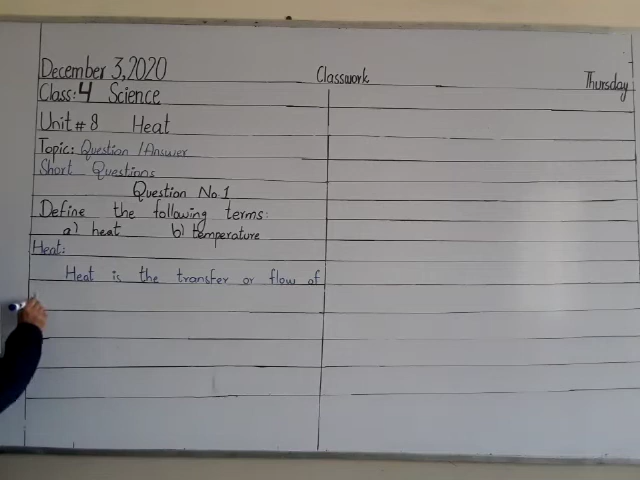 December 3,2020 Classwork Thursday
Class: 4 Science
Unit # 8 Heat
Topic: Question /Answer
Short Questions
Question No 1
Define the following terms:
a) heat b) temperature
Heat:
Heat is the transfer or flow of